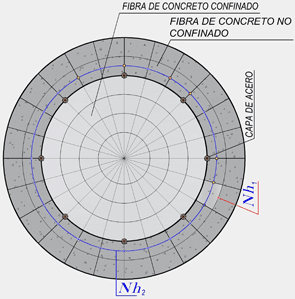 FIBRA DE CONCRETO CONFINADO
FIBRA DE CONCRETO NO
CONFINADO
CAPA DE ACERO
Nh₁
Nh₂